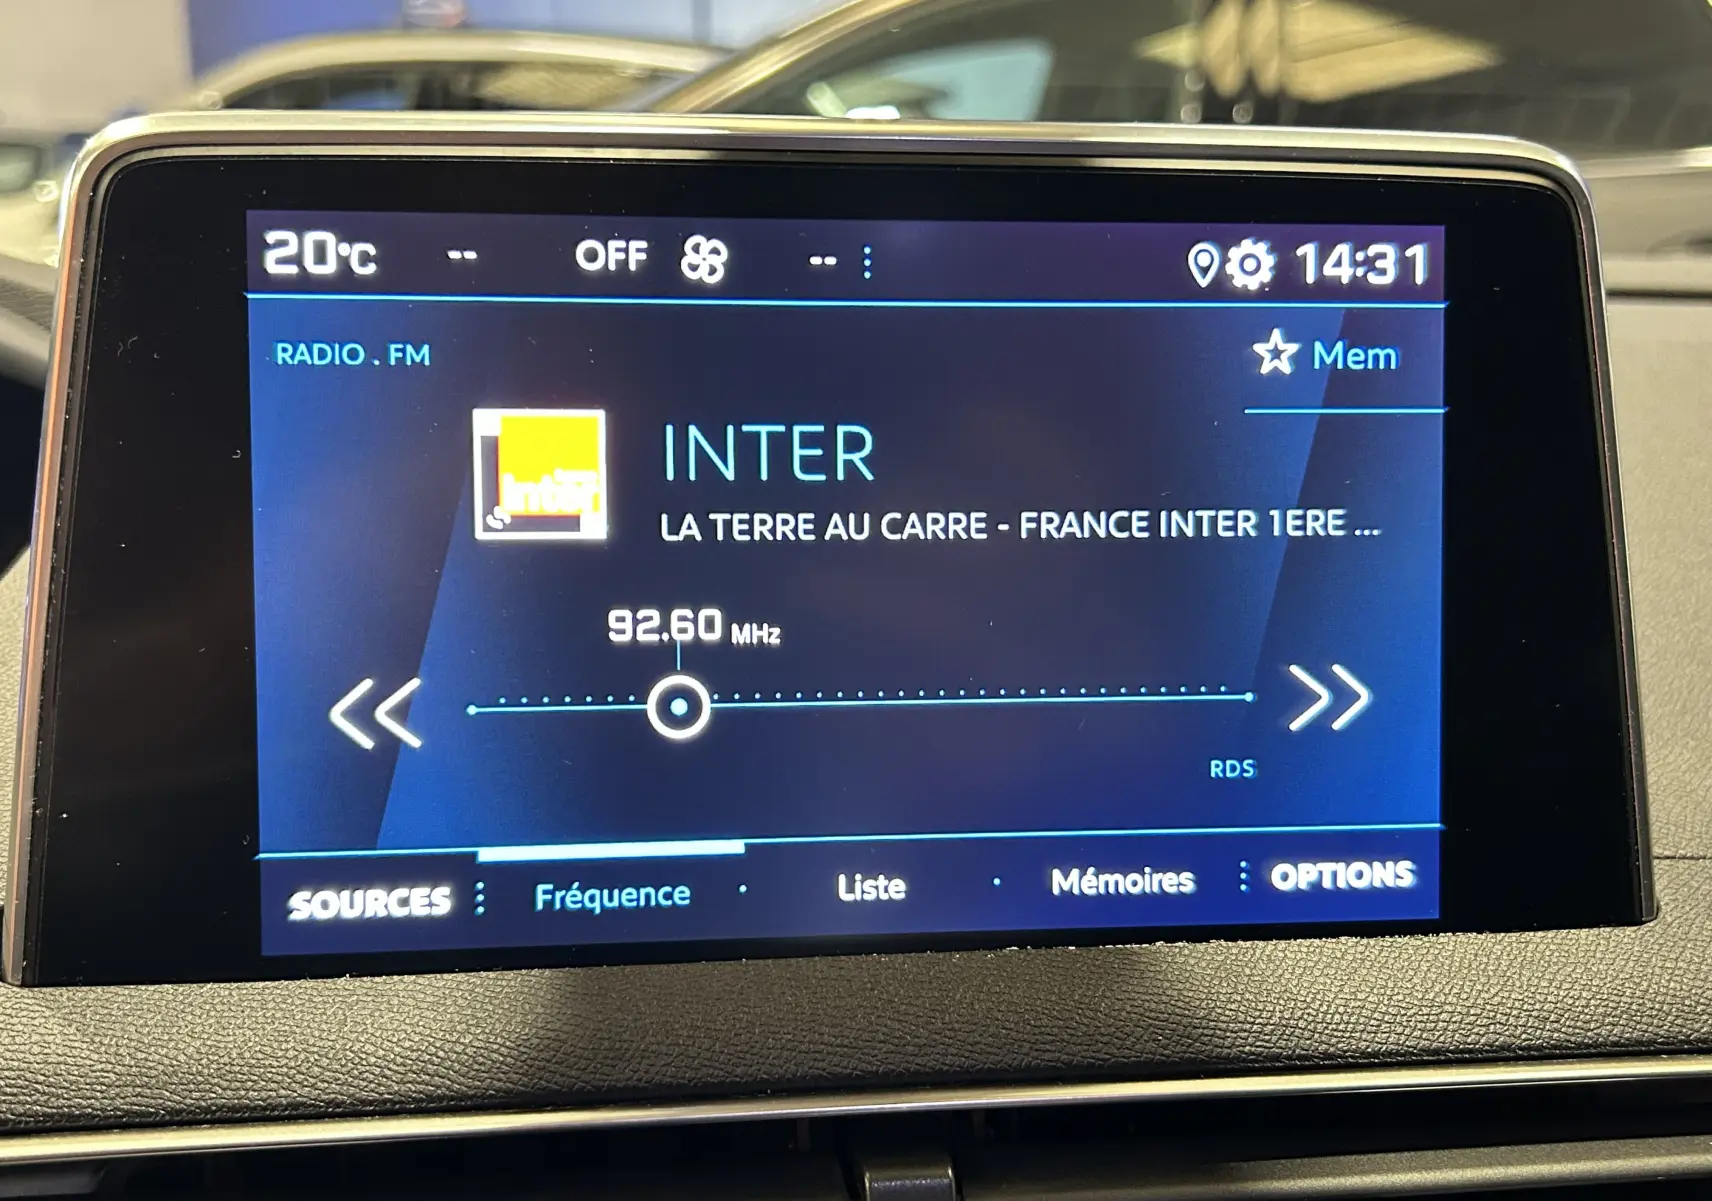 20°C -- OFF -- 14:31
RADIO . FM
Mem
inter
INTER
LA TERRE AU CARRE - FRANCE INTER 1ERE ...
92.60 MHz
RDS
SOURCES Fréquence Liste Mémoires OPTIONS